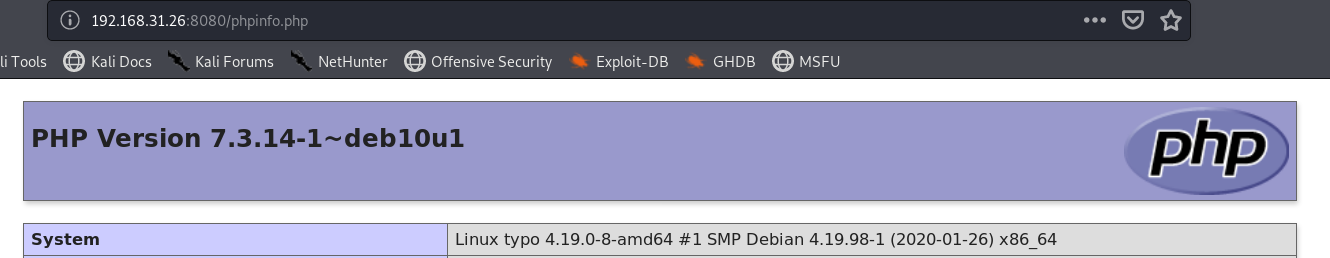 192.168.31.26:8080/phpinfo.php
li Tools Kali Docs Kali Forums NetHunter Offensive Security Exploit-DB GHDB MSFU
PHP Version 7.3.14-1~deb10u1
php
System Linux typo 4.19.0-8-amd64 #1 SMP Debian 4.19.98-1 (2020-01-26) x86_64